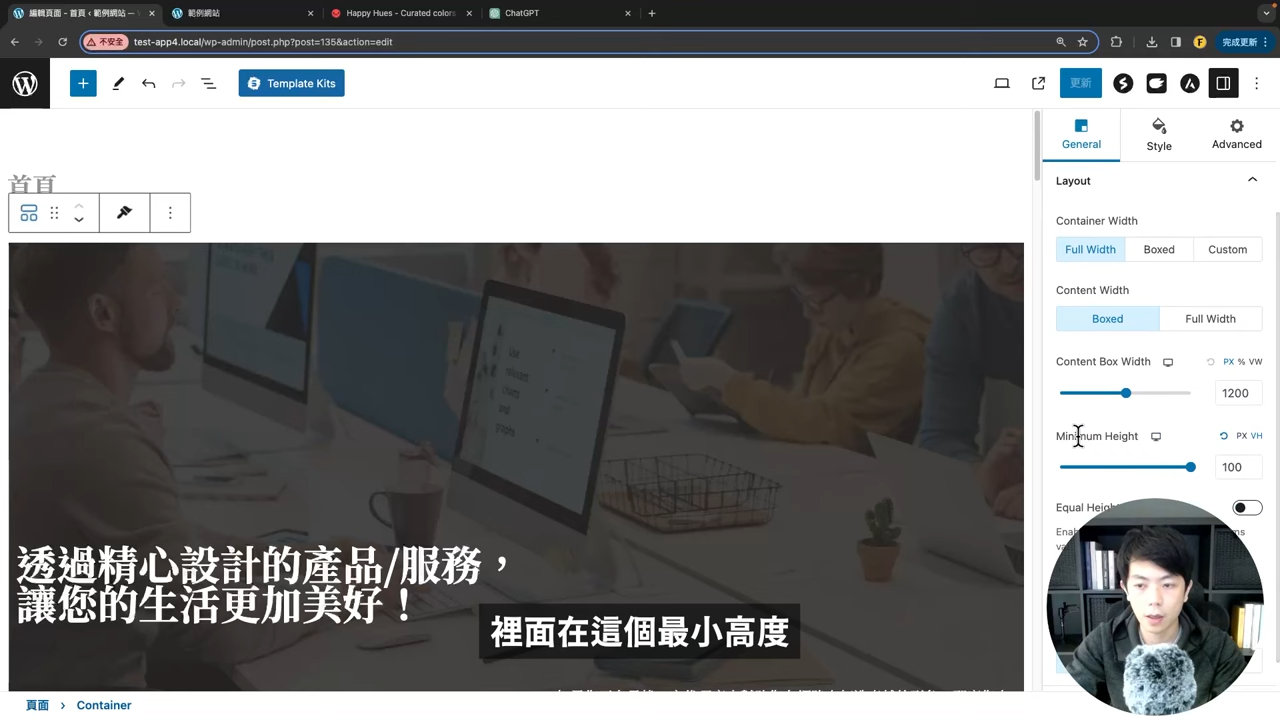 編輯頁面 · 首頁 ‹ 範例網站 —
範例網站
Happy Hues - Curated colors
ChatGPT
不安全
test-app4.local/wp-admin/post.php?post=135&action=edit
完成更新
Template Kits
更新
General
Style
Advanced
首頁
Layout
Container Width
Full Width
Boxed
Custom
Content Width
Boxed
Full Width
Content Box Width
PX % VW
1200
Minimum Height
PX VH
100
Equal Heigh
Enab
透過精心設計的產品/服務，
讓您的生活更加美好！
裡面在這個最小高度
頁面 › Container